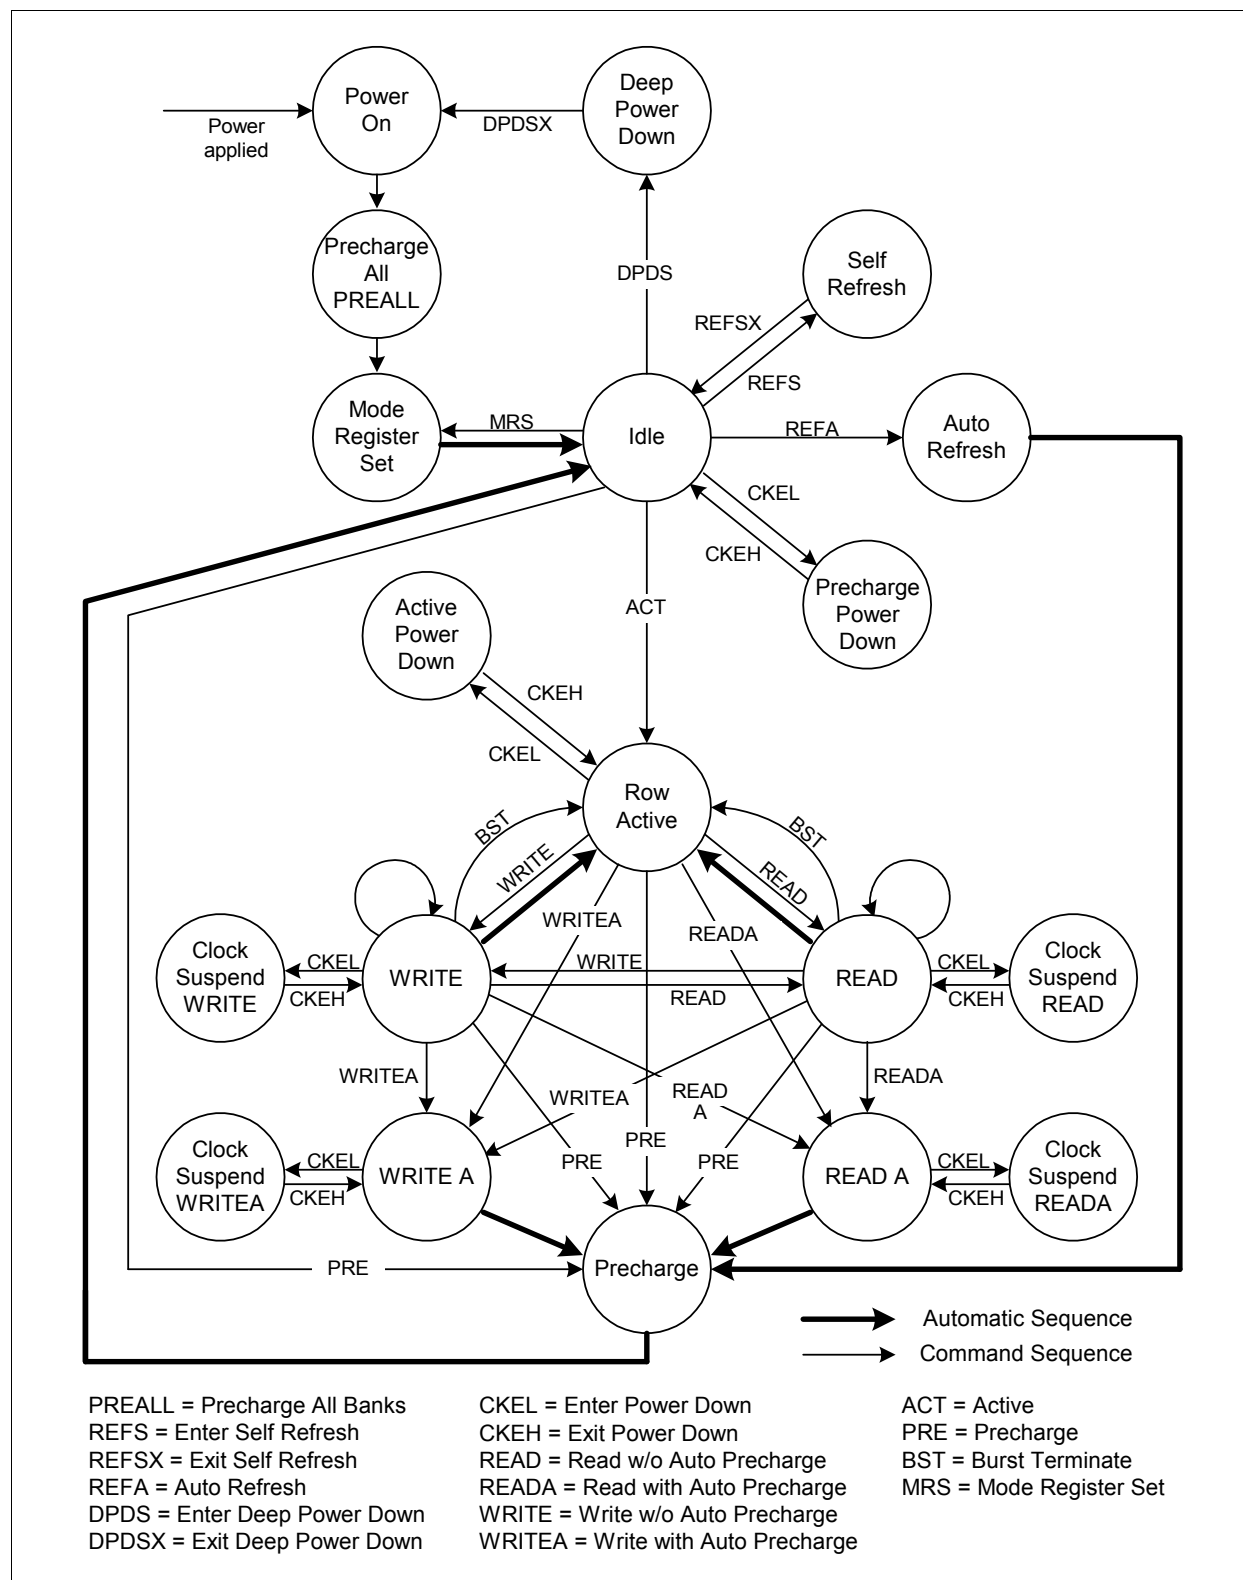 Power
On
Deep
Power
Down
Power
applied
DPDSX
Precharge
All
PREALL
DPDS
Self
Refresh
REFSX
REFS
Mode
Register
Set
MRS
Idle
REFA
Auto
Refresh
CKEL
CKEH
Precharge
Power
Down
ACT
Active
Power
Down
CKEH
CKEL
Row
Active
BST
WRITE
READ
BST
WRITEA
READA
Clock
Suspend
WRITE
CKEL
CKEH
WRITE
WRITE
READ
READ
CKEL
CKEH
Clock
Suspend
READ
WRITEA
WRITEA
READ
A
READA
PRE
PRE
PRE
Clock
Suspend
WRITEA
CKEL
CKEH
WRITE A
READ A
CKEL
CKEH
Clock
Suspend
READA
PRE
Precharge
Automatic Sequence
Command Sequence
PREALL = Precharge All Banks
REFS = Enter Self Refresh
REFSX = Exit Self Refresh
REFA = Auto Refresh
DPDS = Enter Deep Power Down
DPDSX = Exit Deep Power Down
CKEL = Enter Power Down
CKEH = Exit Power Down
READ = Read w/o Auto Precharge
READA = Read with Auto Precharge
WRITE = Write w/o Auto Precharge
WRITEA = Write with Auto Precharge
ACT = Active
PRE = Precharge
BST = Burst Terminate
MRS = Mode Register Set